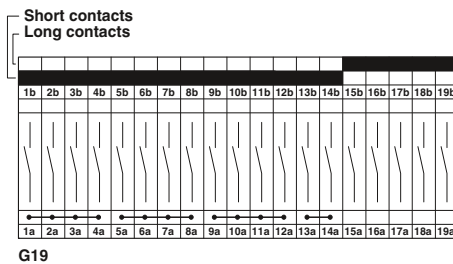 Short contacts
Long contacts
1b 2b 3b 4b 5b 6b 7b 8b 9b 10b 11b 12b 13b 14b 15b 16b 17b 18b 19b
1a 2a 3a 4a 5a 6a 7a 8a 9a 10a 11a 12a 13a 14a 15a 16a 17a 18a 19a
G19